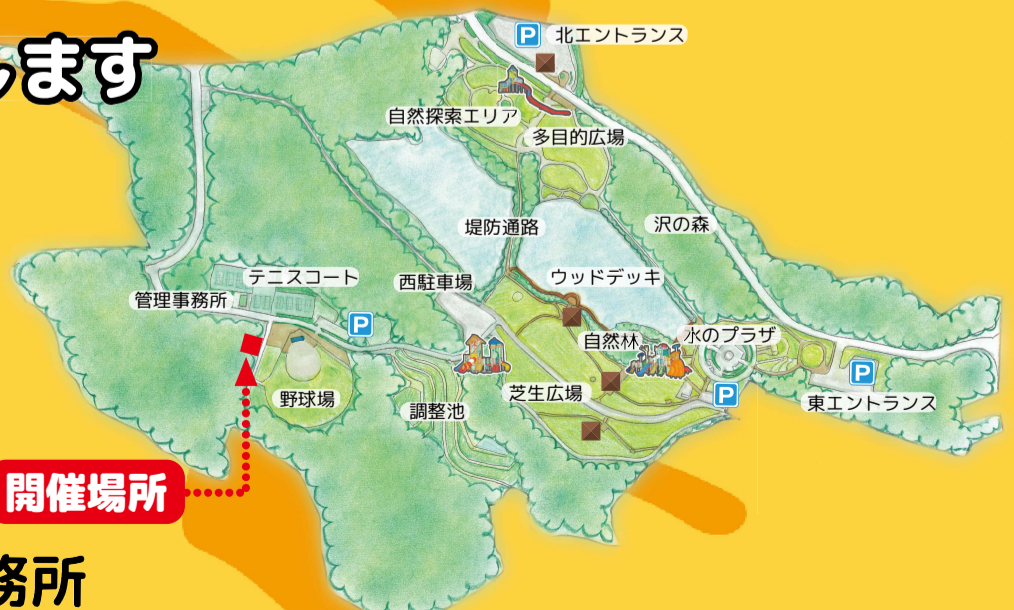 します
P 北エントランス
自然探索エリア
多目的広場
堤防通路
沢の森
テニスコート
西駐車場
ウッドデッキ
管理事務所
P
自然林
水のプラザ
野球場
調整池
芝生広場
P
P
東エントランス
開催場所
務所